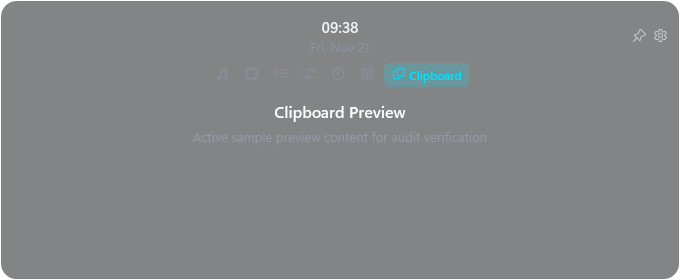 09:38
Fri, Nov 21
Clipboard
Clipboard Preview
Active sample preview content for audit verification